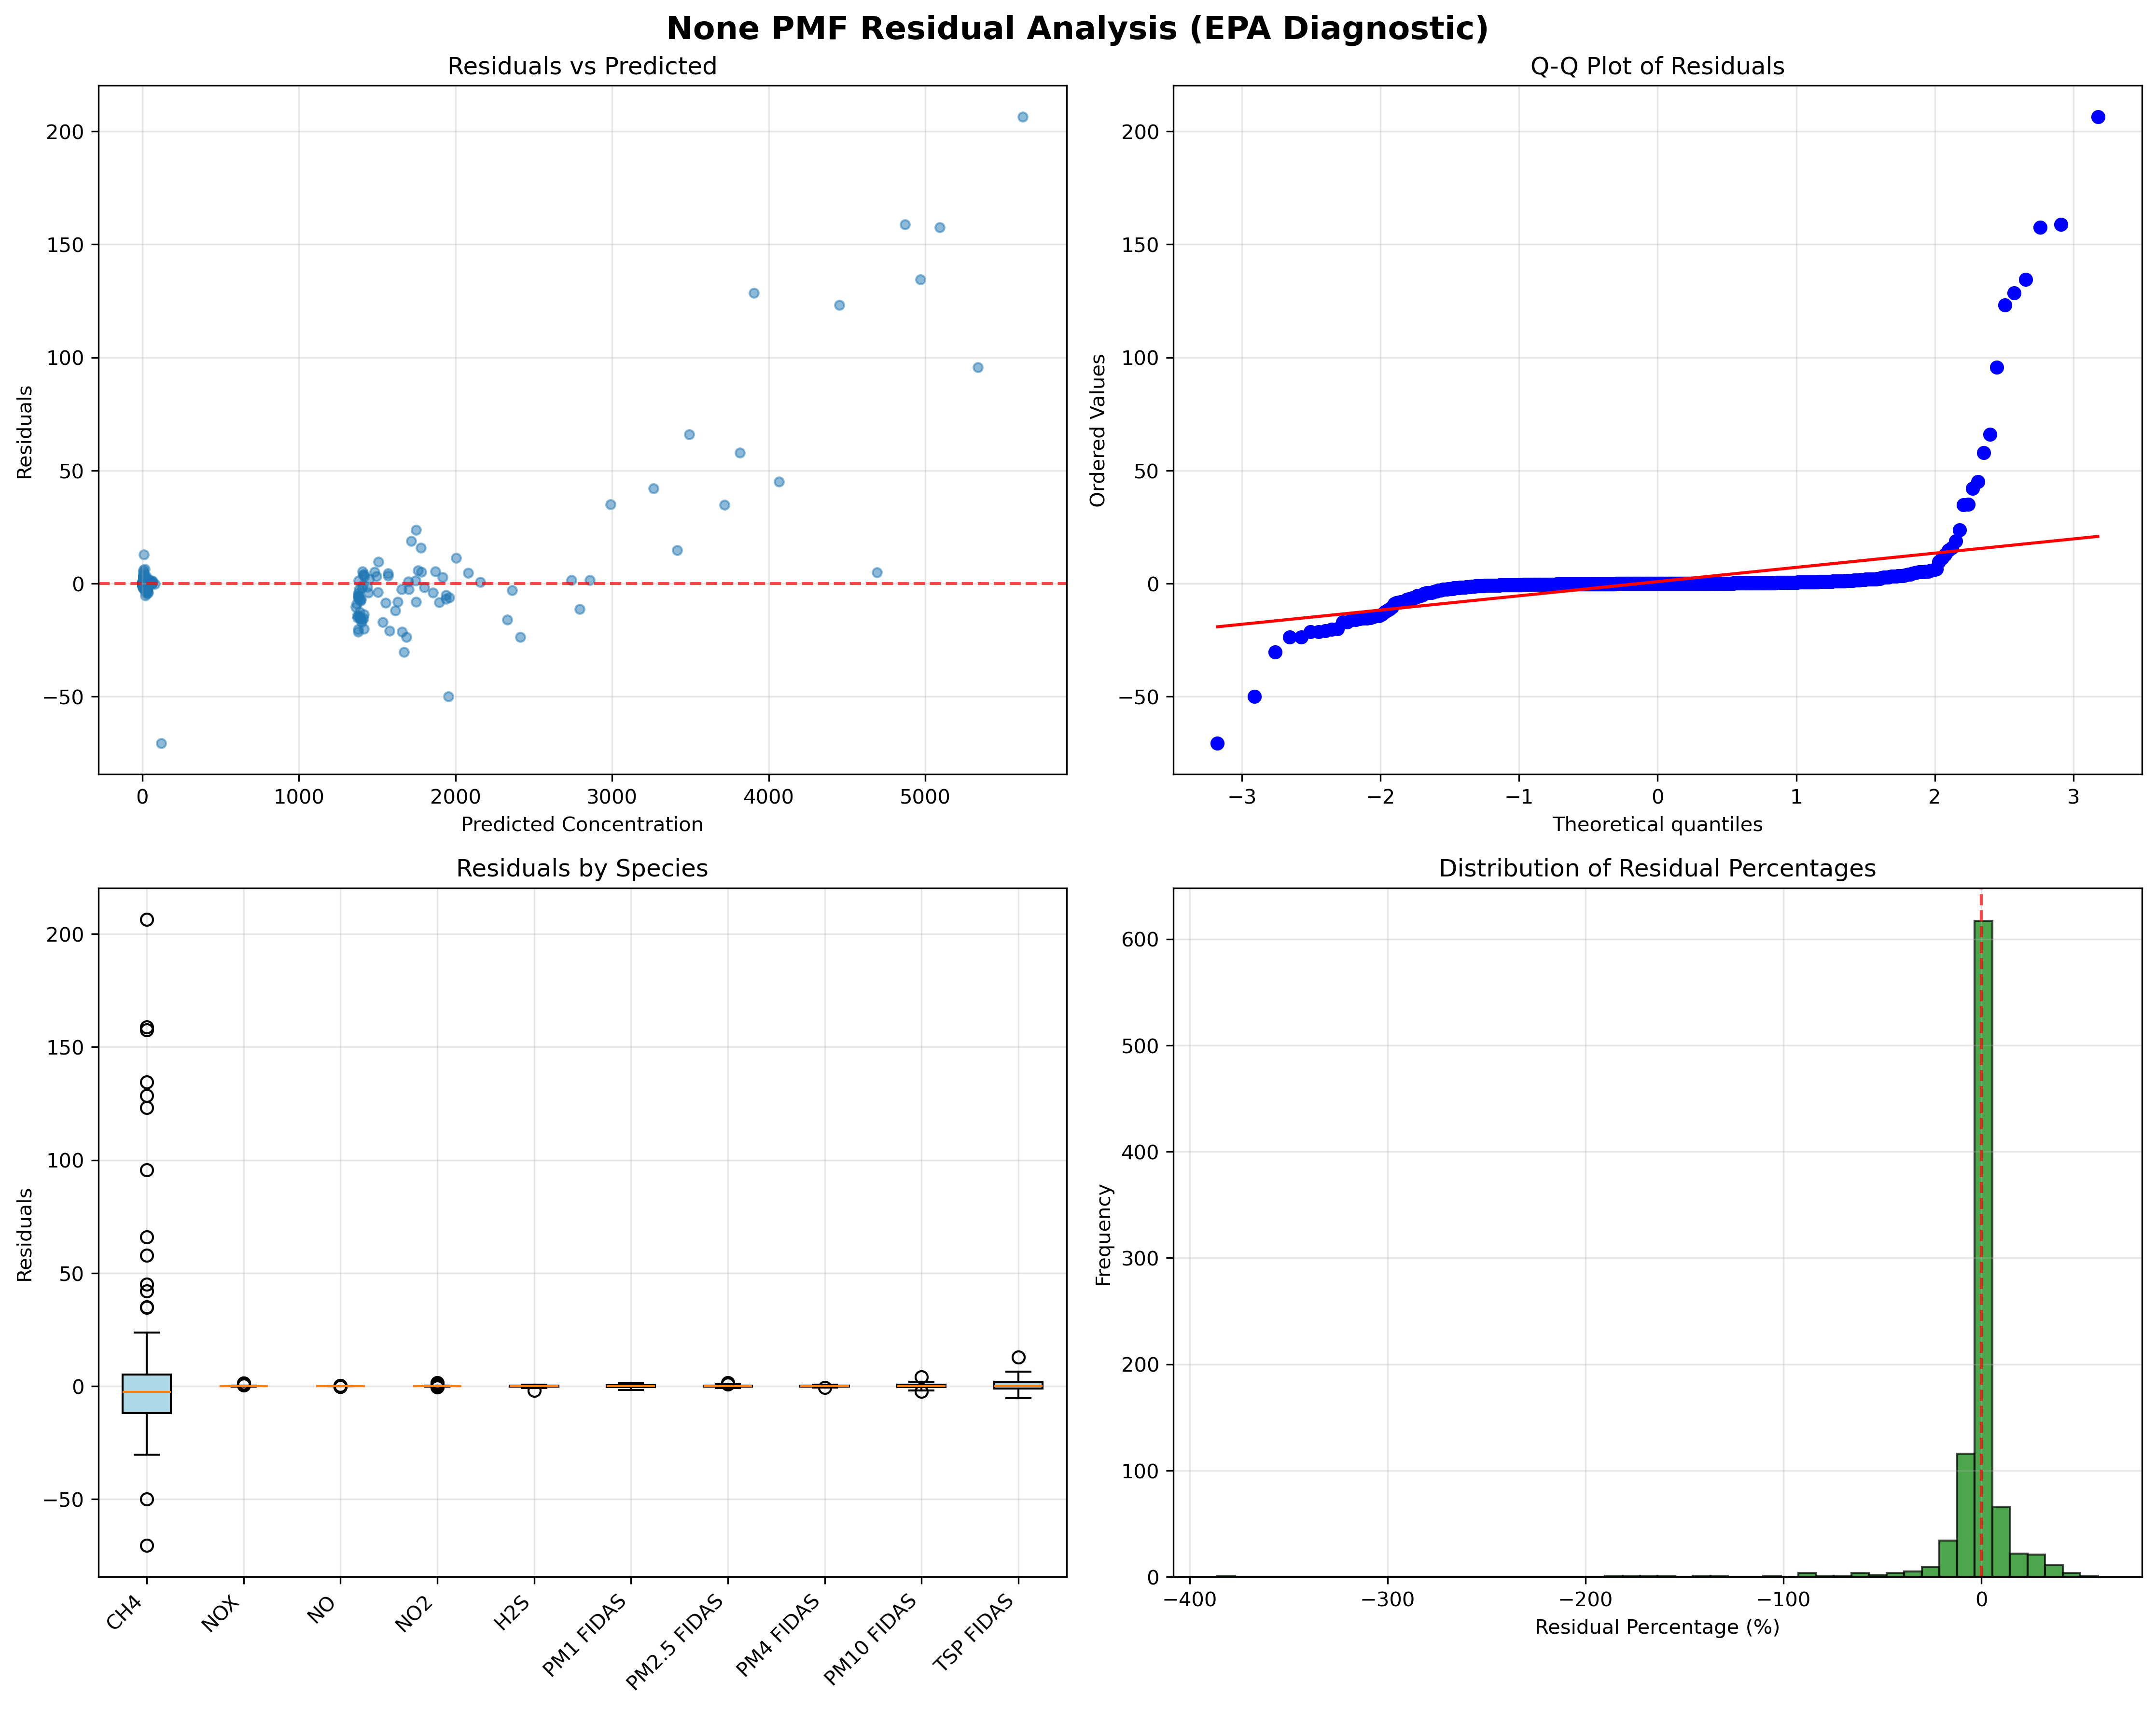 None PMF Residual Analysis (EPA Diagnostic)
Residuals vs Predicted
200
150
100
50
0
−50
Residuals
0 1000 2000 3000 4000 5000
Predicted Concentration
Q-Q Plot of Residuals
200
150
100
50
0
−50
Ordered Values
−3 −2 −1 0 1 2 3
Theoretical quantiles
Residuals by Species
200
150
100
50
0
−50
Residuals
CH4
NOX
NO
NO2
H2S
PM1 FIDAS
PM2.5 FIDAS
PM4 FIDAS
PM10 FIDAS
TSP FIDAS
Distribution of Residual Percentages
600
500
400
300
200
100
0
Frequency
−400 −300 −200 −100 0
Residual Percentage (%)